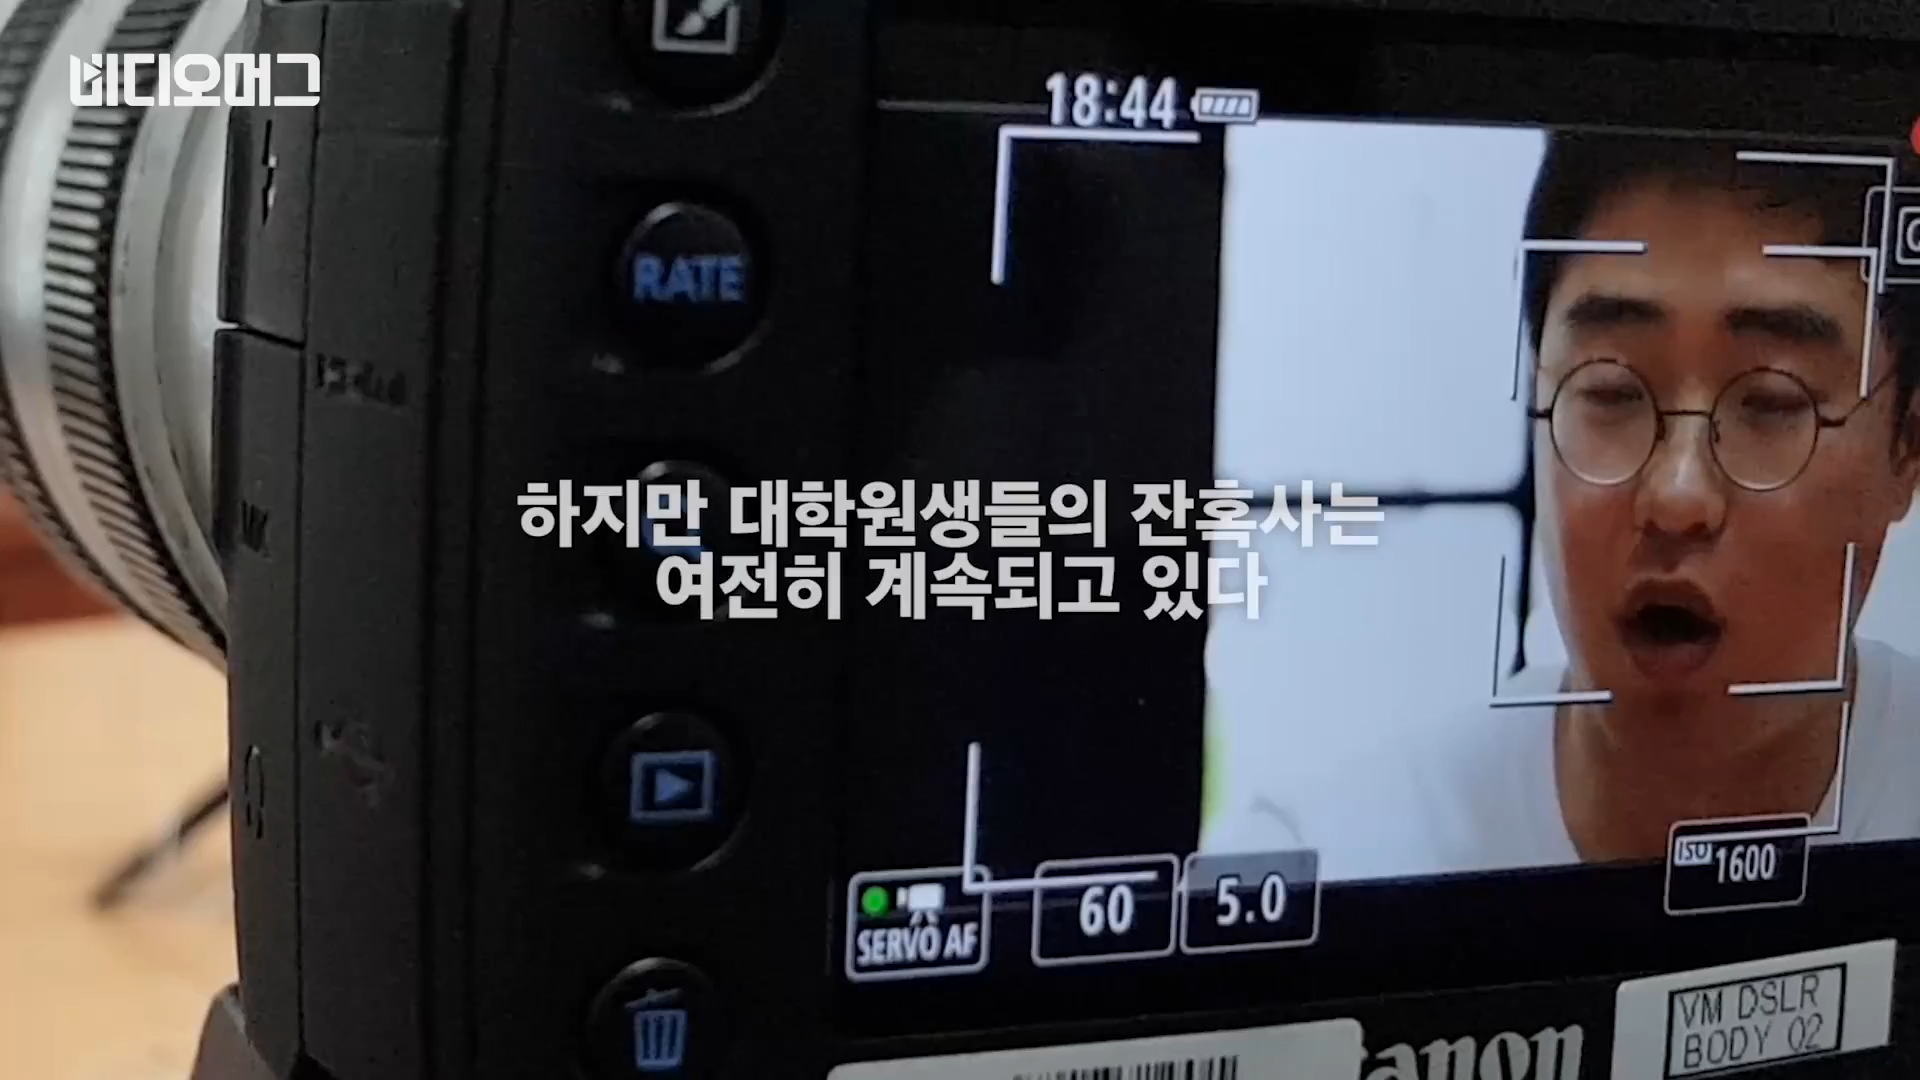 비디오머그
18:44
RATE
하지만 대학원생들의 잔혹사는
여전히 계속되고 있다
SERVO AF
60
5.0
ISO 1600
VM DSLR
BODY 02